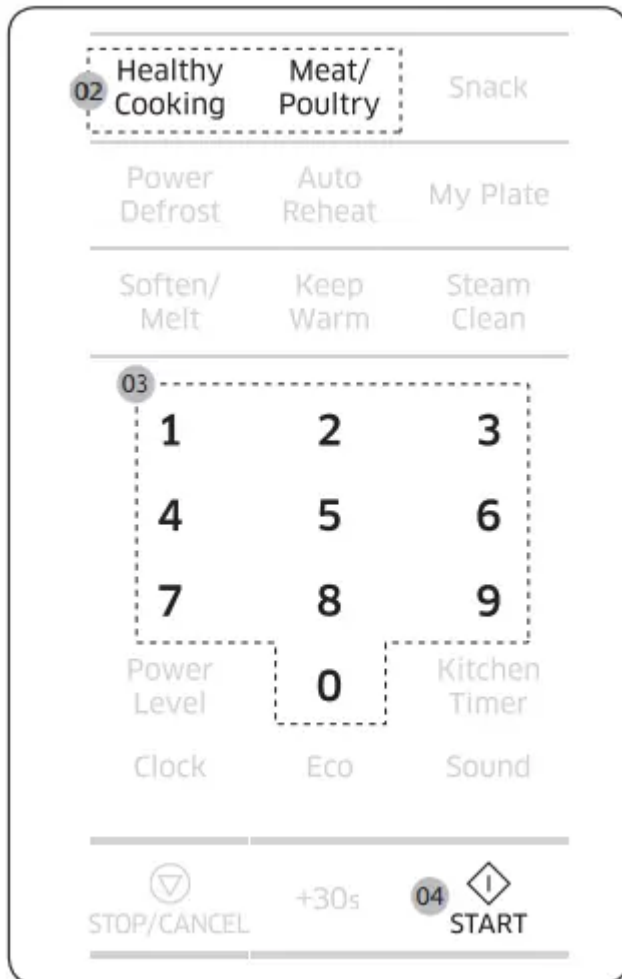 02 Healthy Cooking Meat/ Poultry Snack
Power Defrost Auto Reheat My Plate
Soften/ Melt Keep Warm Steam Clean
03
1 2 3
4 5 6
7 8 9
Power Level 0 Kitchen Timer
Clock Eco Sound
STOP/CANCEL +30s 04 START